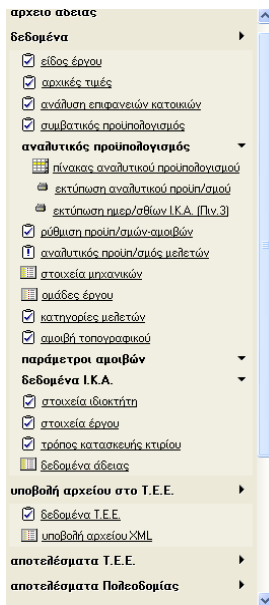 αρχείο άδειας
δεδομένα
είδος έργου
αρχικές τιμές
ανάλυση επιφανειών κατοικιών
συμβατικός προϋπολογισμός
αναλυτικός προϋπολογισμός
πίνακας αναλυτικού προϋπολογισμού
εκτύπωση αναλυτικού προϋπ/σμού
εκτύπωση ημερ/σθίων Ι.Κ.Α. (Πιν.3)
ρύθμιση προϋπ/σμών-αμοιβών
αναλυτικός προϋπ/σμός μελετών
στοιχεία μηχανικών
ομάδες έργου
κατηγορίες μελετών
αμοιβή τοπογραφικού
παράμετροι αμοιβών
δεδομένα Ι.Κ.Α.
στοιχεία ιδιοκτήτη
στοιχεία έργου
τρόπος κατασκευής κτιρίου
δεδομένα άδειας
υποβολή αρχείου στο Τ.Ε.Ε.
δεδομένα Τ.Ε.Ε.
υποβολή αρχείου XML
αποτελέσματα Τ.Ε.Ε.
αποτελέσματα Πολεοδομίας